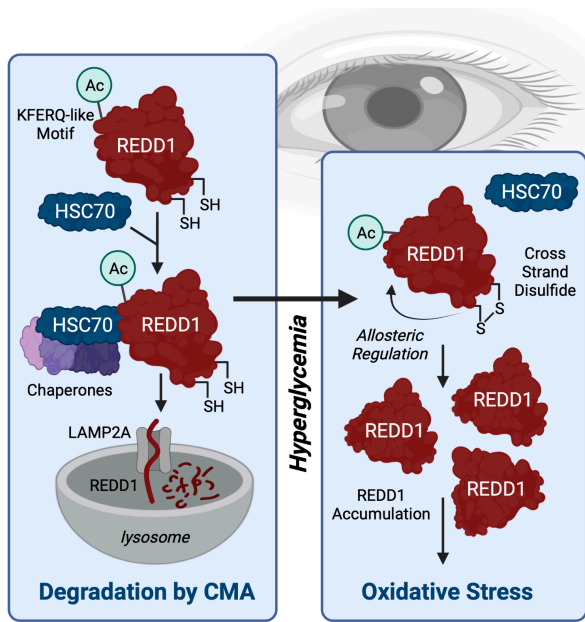 Ac
KFERQ-like
Motif
REDD1
SH
SH
HSC70
Ac
HSC70
REDD1
Chaperones
SH
SH
LAMP2A
REDD1
lysosome
Degradation by CMA
Hyperglycemia
HSC70
Ac
REDD1
Cross
Strand
Disulfide
S
S
Allosteric
Regulation
REDD1
REDD1
REDD1
REDD1
Accumulation
Oxidative Stress